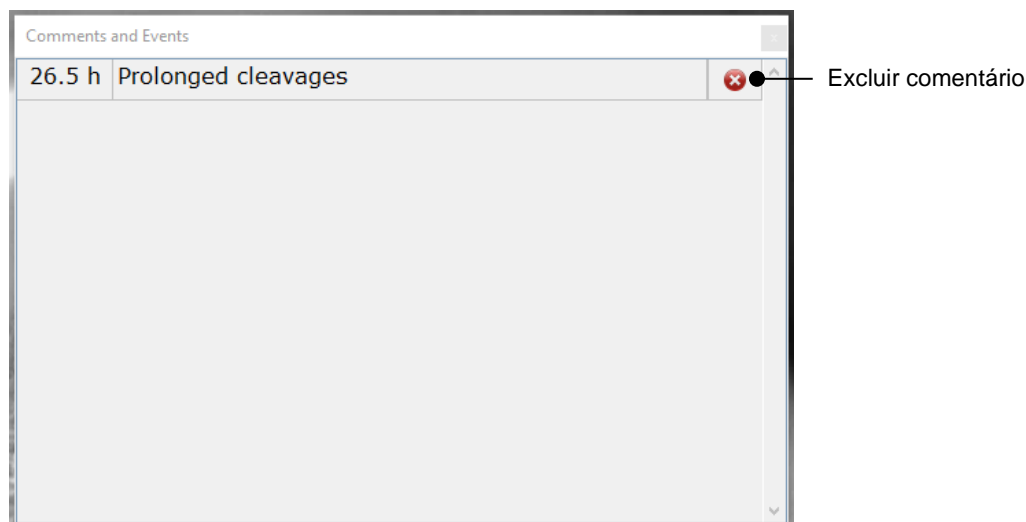 Comments and Events
26.5 h Prolonged cleavages
Excluir comentário